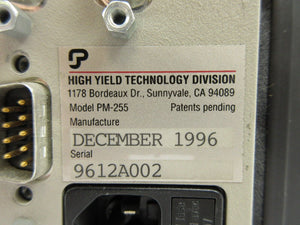 HIGH YIELD TECHNOLOGY DIVISION
1178 Bordeaux Dr., Sunnyvale, CA 94089
Model PM-255 Patents pending
Manufacture
DECEMBER 1996
Serial
9612A002